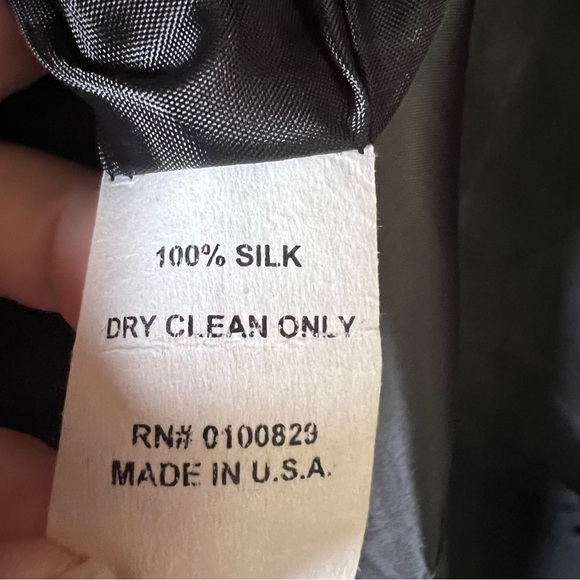 100% SILK
DRY CLEAN ONLY
RN# 0100829
MADE IN U.S.A.